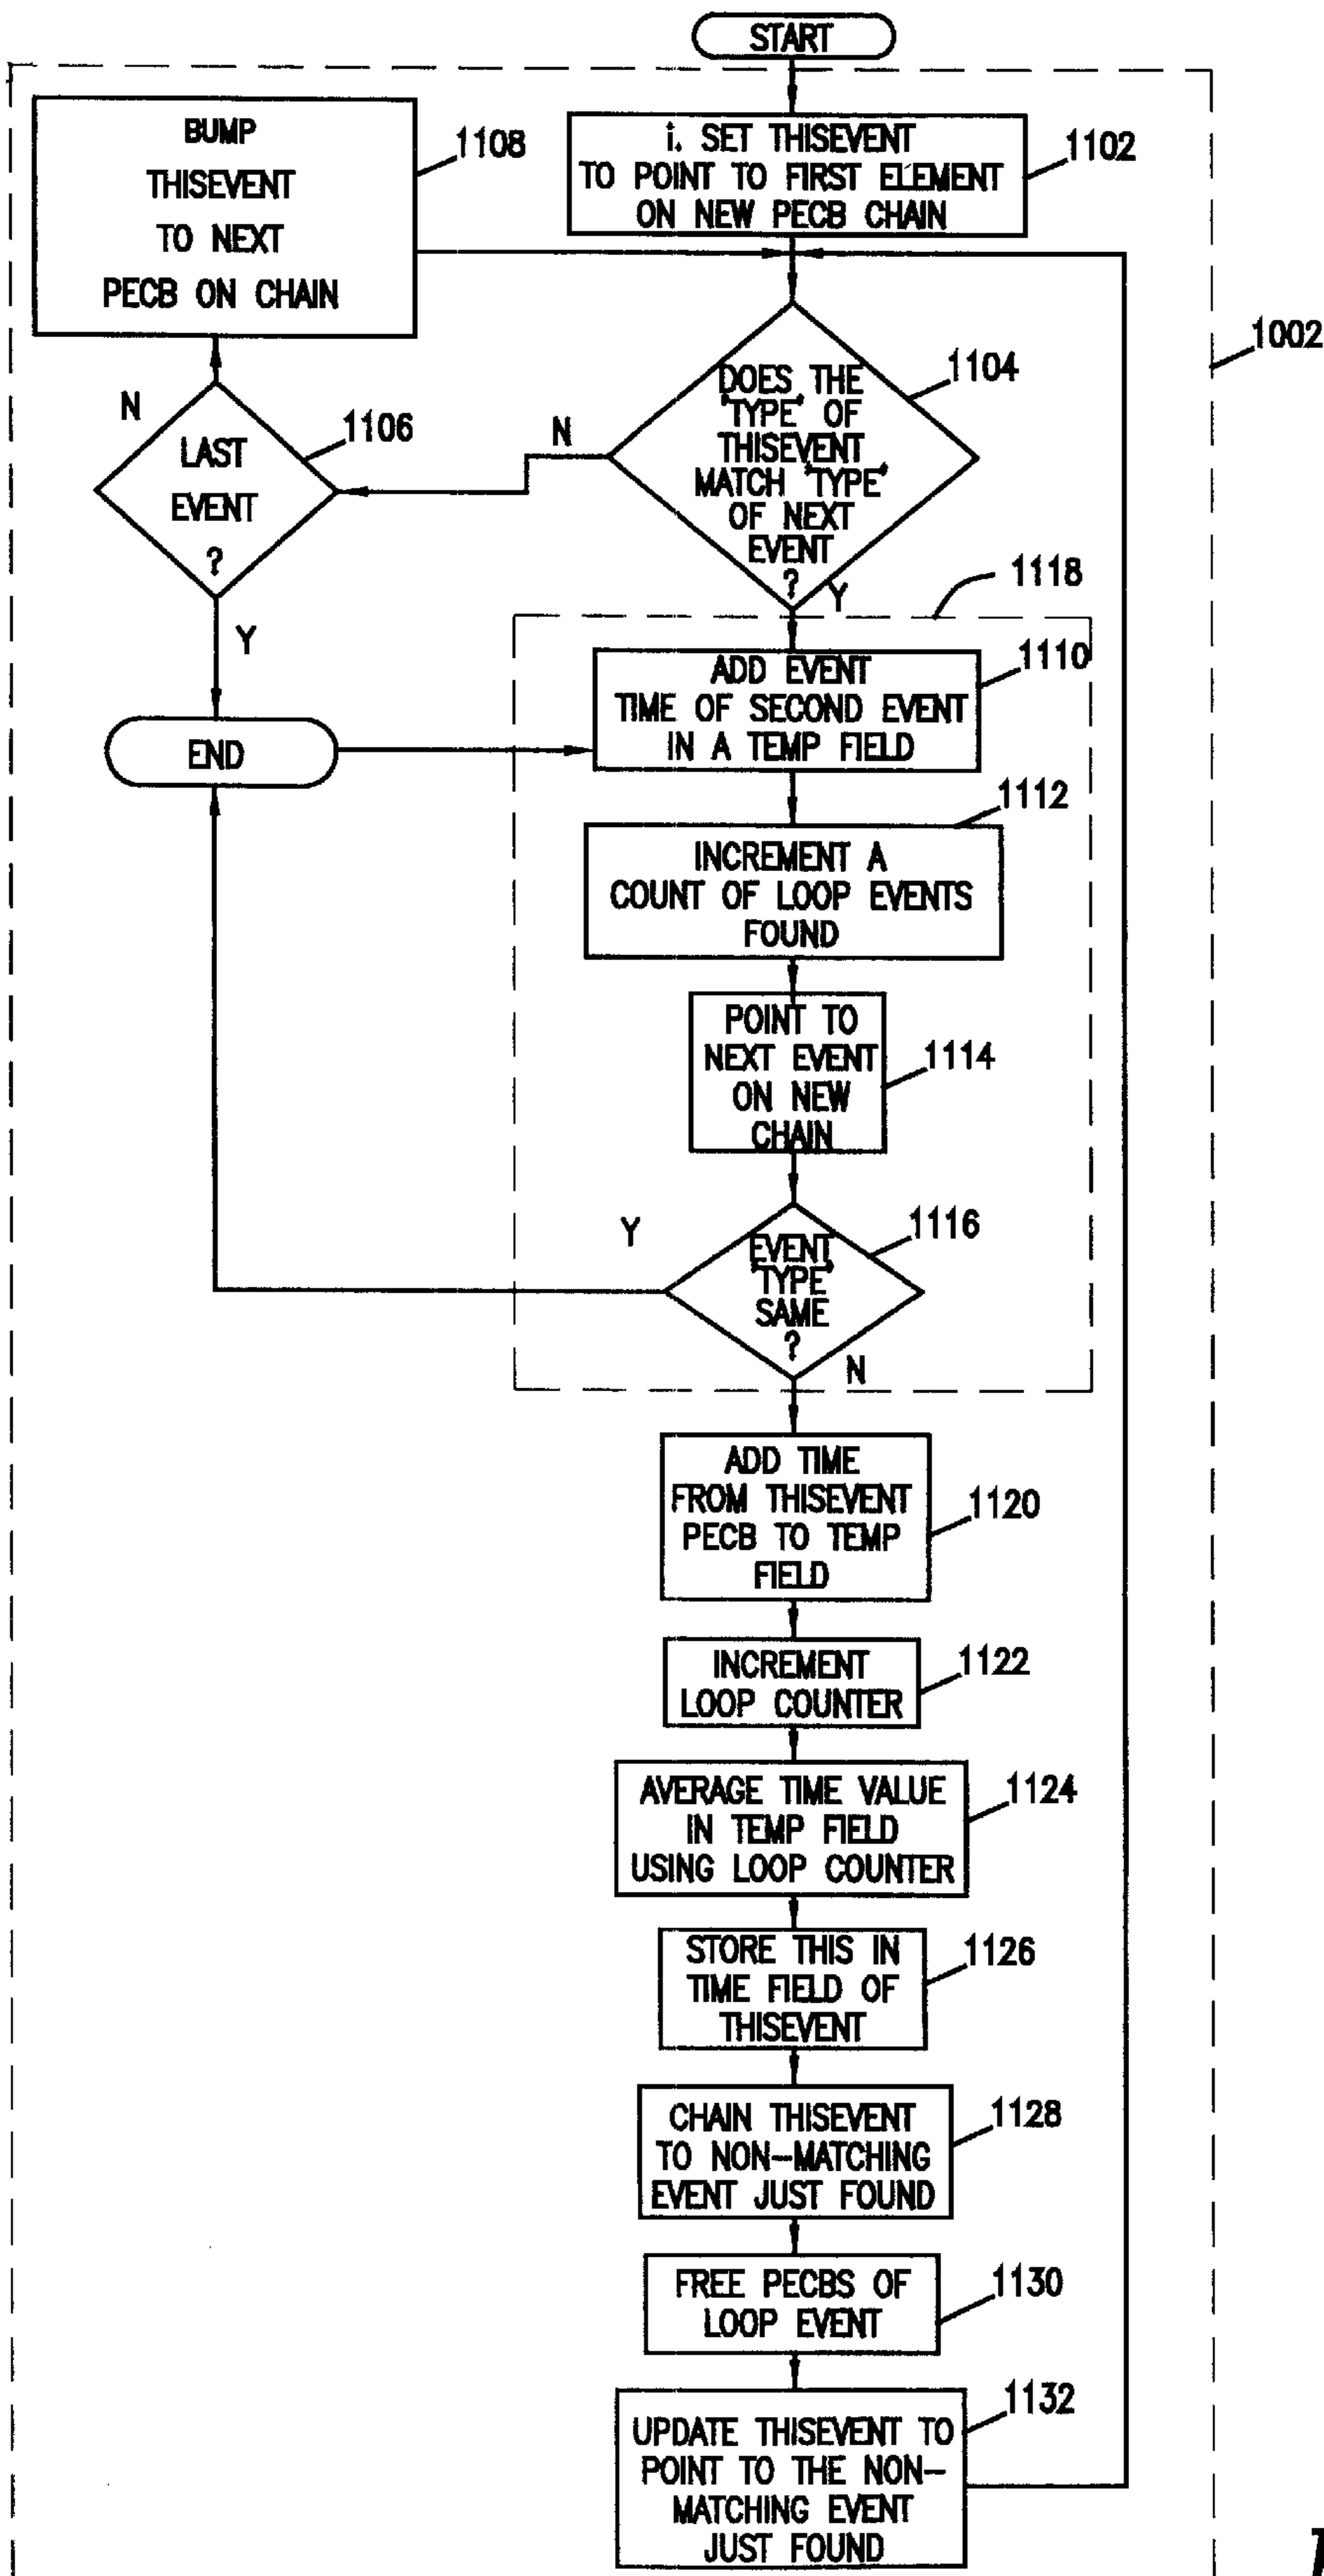 START
BUMP
THISEVENT
TO NEXT
PECB ON CHAIN
1108
i. SET THISEVENT
TO POINT TO FIRST ELEMENT
ON NEW PECB CHAIN
1102
1002
DOES THE
"TYPE" OF
THISEVENT
MATCH "TYPE"
OF NEXT
EVENT
?
1104
N
Y
LAST
EVENT
?
1106
N
Y
END
1118
ADD EVENT
TIME OF SECOND EVENT
IN A TEMP FIELD
1110
INCREMENT A
COUNT OF LOOP EVENTS
FOUND
1112
POINT TO
NEXT EVENT
ON NEW
CHAIN
1114
EVENT
"TYPE"
SAME
?
1116
Y
N
ADD TIME
FROM THISEVENT
PECB TO TEMP
FIELD
1120
INCREMENT
LOOP COUNTER
1122
AVERAGE TIME VALUE
IN TEMP FIELD
USING LOOP COUNTER
1124
STORE THIS IN
TIME FIELD OF
THISEVENT
1126
CHAIN THISEVENT
TO NON-MATCHING
EVENT JUST FOUND
1128
FREE PECBS OF
LOOP EVENT
1130
UPDATE THISEVENT TO
POINT TO THE NON-
MATCHING EVENT
JUST FOUND
1132